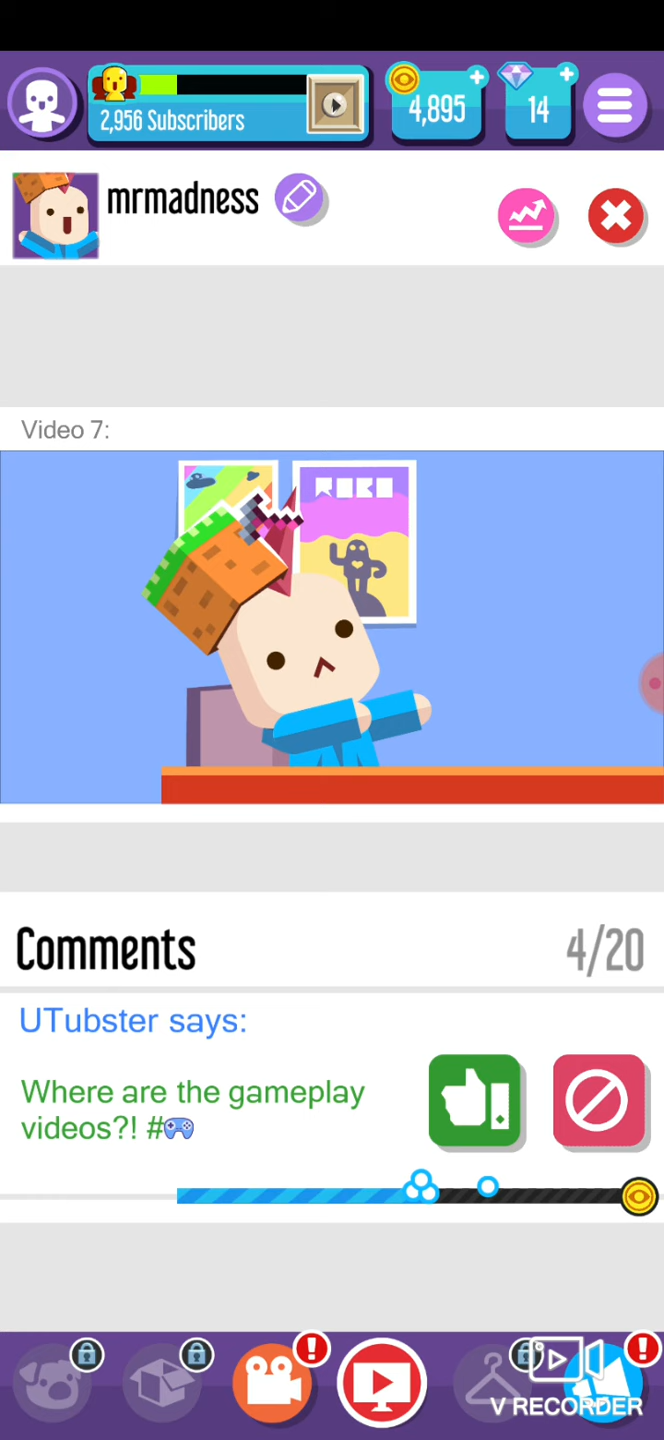 2,956 Subscribers
4,895
14
mrmadness
Video 7:
Comments
4/20
UTubster says:
Where are the gameplay
videos?! #🎮
V RECORDER